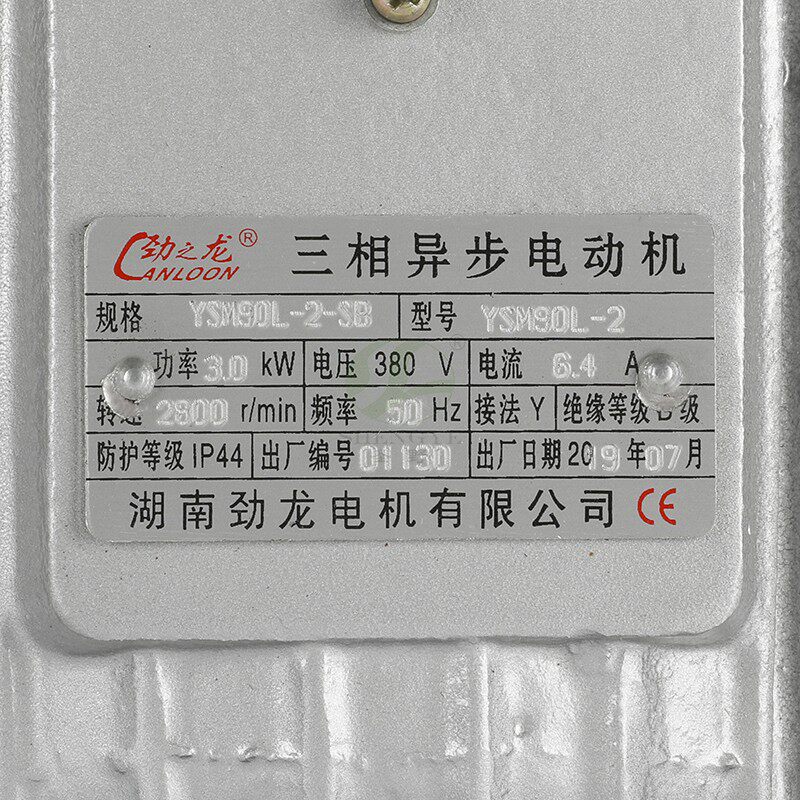 劲之龙® 三相异步电动机
CANLOON
规格 YSM90L-2-SB 型号 YSM90L-2
功率 3.0 kW 电压 380 V 电流 6.4 A
转速 2800 r/min 频率 50 Hz 接法 Y 绝缘等级 B 级
防护等级 IP44 出厂编号 01130 出厂日期 2019年07月
湖南劲龙电机有限公司 CE